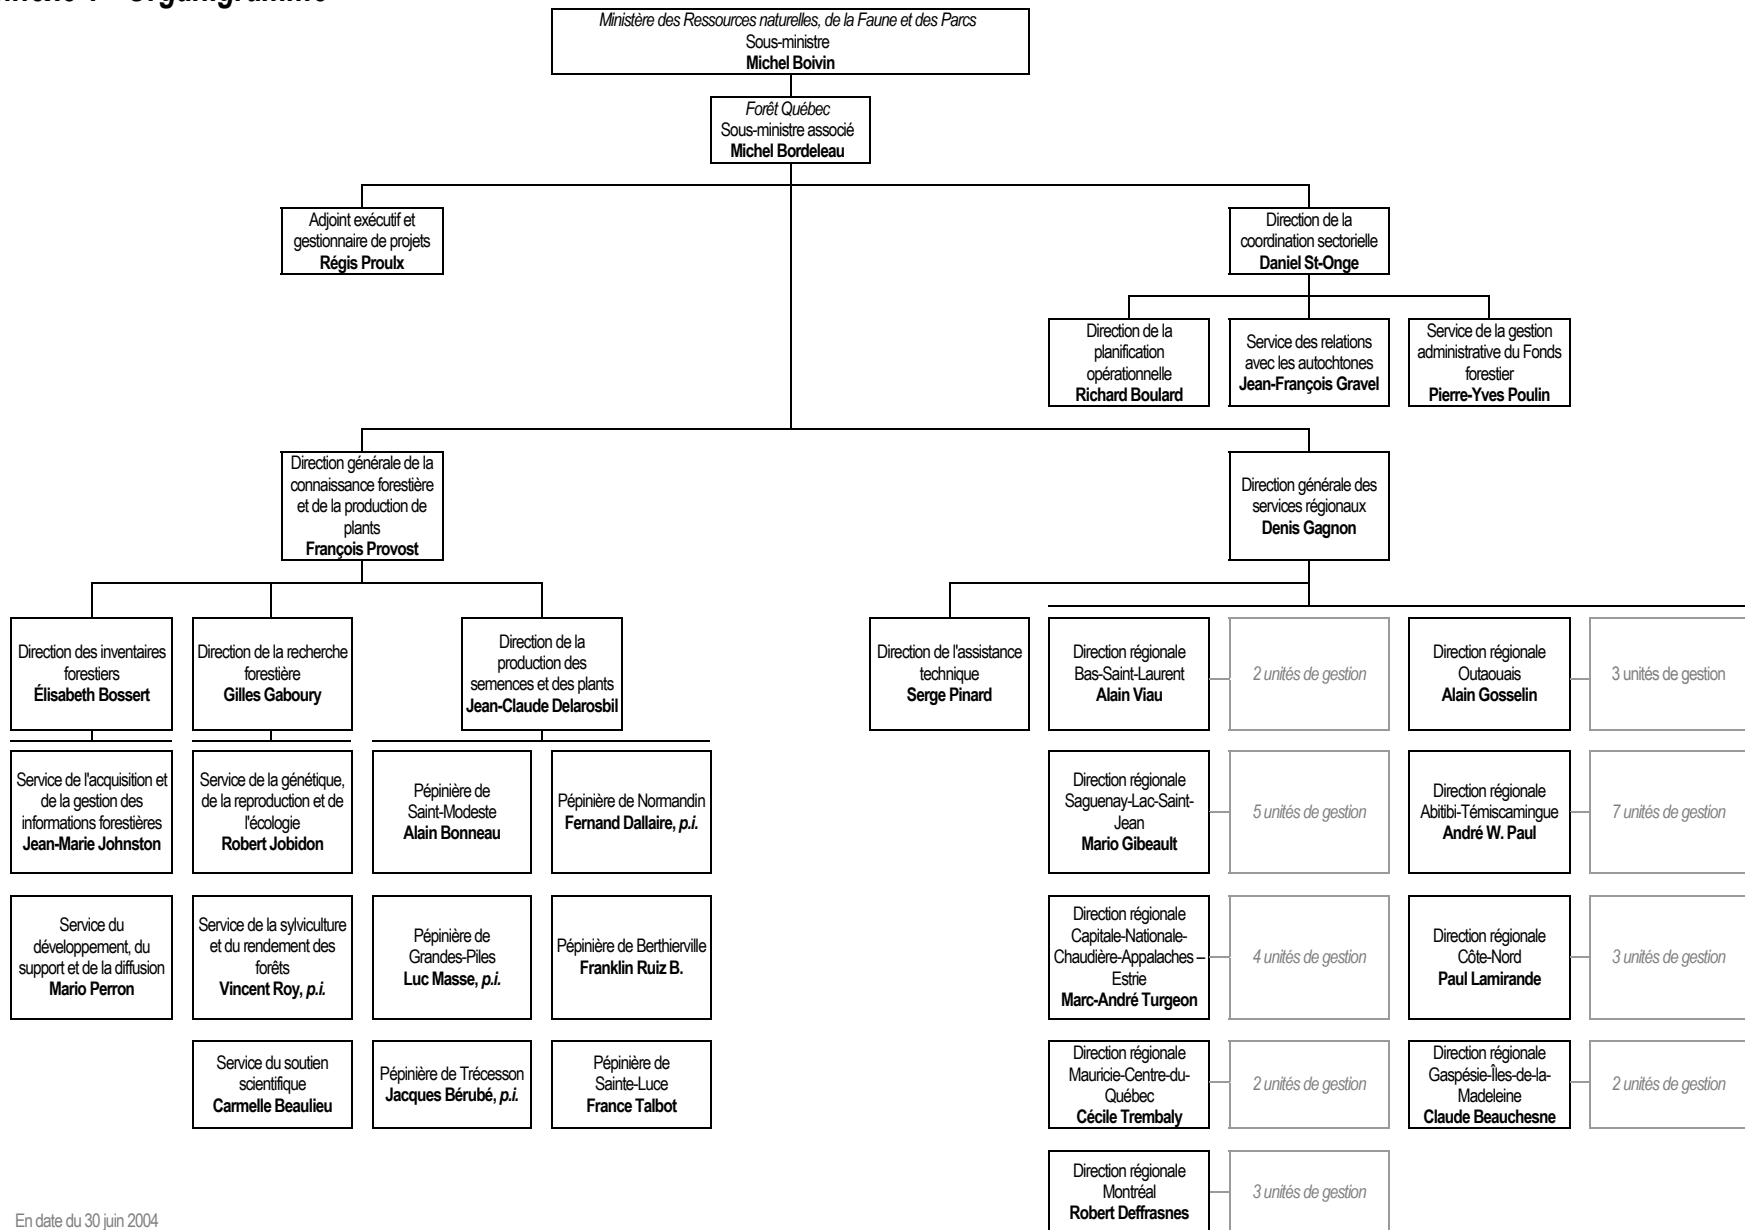 Ministère des Ressources naturelles, de la Faune et des Parcs
Sous-ministre
Michel Boivin
Forêt Québec
Sous-ministre associé
Michel Bordeleau
Adjoint exécutif et
gestionnaire de projets
Régis Proulx
Direction de la
coordination sectorielle
Daniel St-Onge
Direction de la
planification
opérationnelle
Richard Boulard
Service des relations
avec les autochtones
Jean-François Gravel
Service de la gestion
administrative du Fonds
forestier
Pierre-Yves Poulin
Direction générale de la
connaissance forestière
et de la production de
plants
François Provost
Direction générale des
services régionaux
Denis Gagnon
Direction des inventaires
forestiers
Élisabeth Bossert
Direction de la recherche
forestière
Gilles Gaboury
Direction de la
production des
semences et des plants
Jean-Claude Delarosbil
Direction de l'assistance
technique
Serge Pinard
Direction régionale
Bas-Saint-Laurent
Alain Viau
2 unités de gestion
Direction régionale
Outaouais
Alain Gosselin
3 unités de gestion
Service de l'acquisition et
de la gestion des
informations forestières
Jean-Marie Johnston
Service de la génétique,
de la reproduction et de
l'écologie
Robert Jobidon
Pépinière de
Saint-Modeste
Alain Bonneau
Pépinière de Normandin
Fernand Dallaire, p.i.
Direction régionale
Saguenay-Lac-Saint-
Jean
Mario Gibeault
5 unités de gestion
Direction régionale
Abitibi-Témiscamingue
André W. Paul
7 unités de gestion
Service du
développement, du
support et de la diffusion
Mario Perron
Service de la sylviculture
et du rendement des
forêts
Vincent Roy, p.i.
Pépinière de
Grandes-Piles
Luc Masse, p.i.
Pépinière de Berthierville
Franklin Ruiz B.
Direction régionale
Capitale-Nationale-
Chaudière-Appalaches –
Estrie
Marc-André Turgeon
4 unités de gestion
Direction régionale
Côte-Nord
Paul Lamirande
3 unités de gestion
Service du soutien
scientifique
Carmelle Beaulieu
Pépinière de Trécesson
Jacques Bérubé, p.i.
Pépinière de
Sainte-Luce
France Talbot
Direction régionale
Mauricie-Centre-du-
Québec
Cécile Trembaly
2 unités de gestion
Direction régionale
Gaspésie-Îles-de-la-
Madeleine
Claude Beauchesne
2 unités de gestion
Direction régionale
Montréal
Robert Deffrasnes
3 unités de gestion
En date du 30 juin 2004